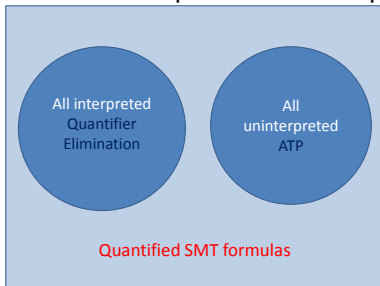 All interpreted
Quantifier
Elimination
All
uninterpreted
ATP
Quantified SMT formulas